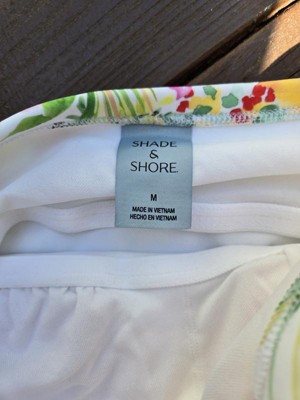 SHADE
&
SHORE
M
MADE IN VIETNAM
HECHO EN VIETNAM